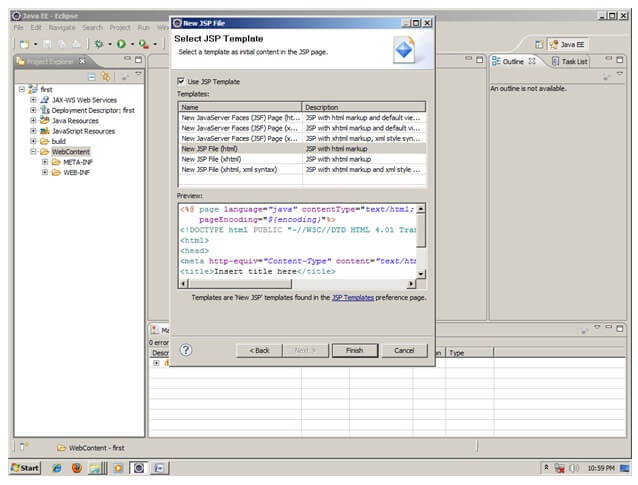 Java EE - Eclipse
File Edit Navigate Search Project Run
Java EE
Project Explorer
first
JAX-WS Web Services
Deployment Descriptor: first
Java Resources
JavaScript Resources
build
WebContent
META-INF
WEB-INF
New JSP File
Select JSP Template
Select a template as initial content in the JSP page.
Use JSP Template
Templates:
Name Description
New JavaServer Faces (JSF) Page (ht... JSP with html markup and default vie...
New JavaServer Faces (JSF) Page (x... JSP with xhtml markup and default vi...
New JavaServer Faces (JSF) Page (x... JSP with xhtml markup, xml style syn...
New JSP File (html) JSP with html markup
New JSP File (xhtml) JSP with xhtml markup
New JSP File (xhtml, xml syntax) JSP with xhtml markup and xml style ...
Preview:
<%@ page language="java" contentType="text/html;
pageEncoding="${encoding}"%>
<!DOCTYPE html PUBLIC "-//W3C//DTD HTML 4.01 Tran
<html>
<head>
<meta http-equiv="Content-Type" content="text/htm
<title>Insert title here</title>
Templates are 'New JSP' templates found in the JSP Templates preference page.
? < Back Next > Finish Cancel
Outline Task List
An outline is not available.
Ma
0 error
Descr on Type
WebContent - first
Start 10:59 PM